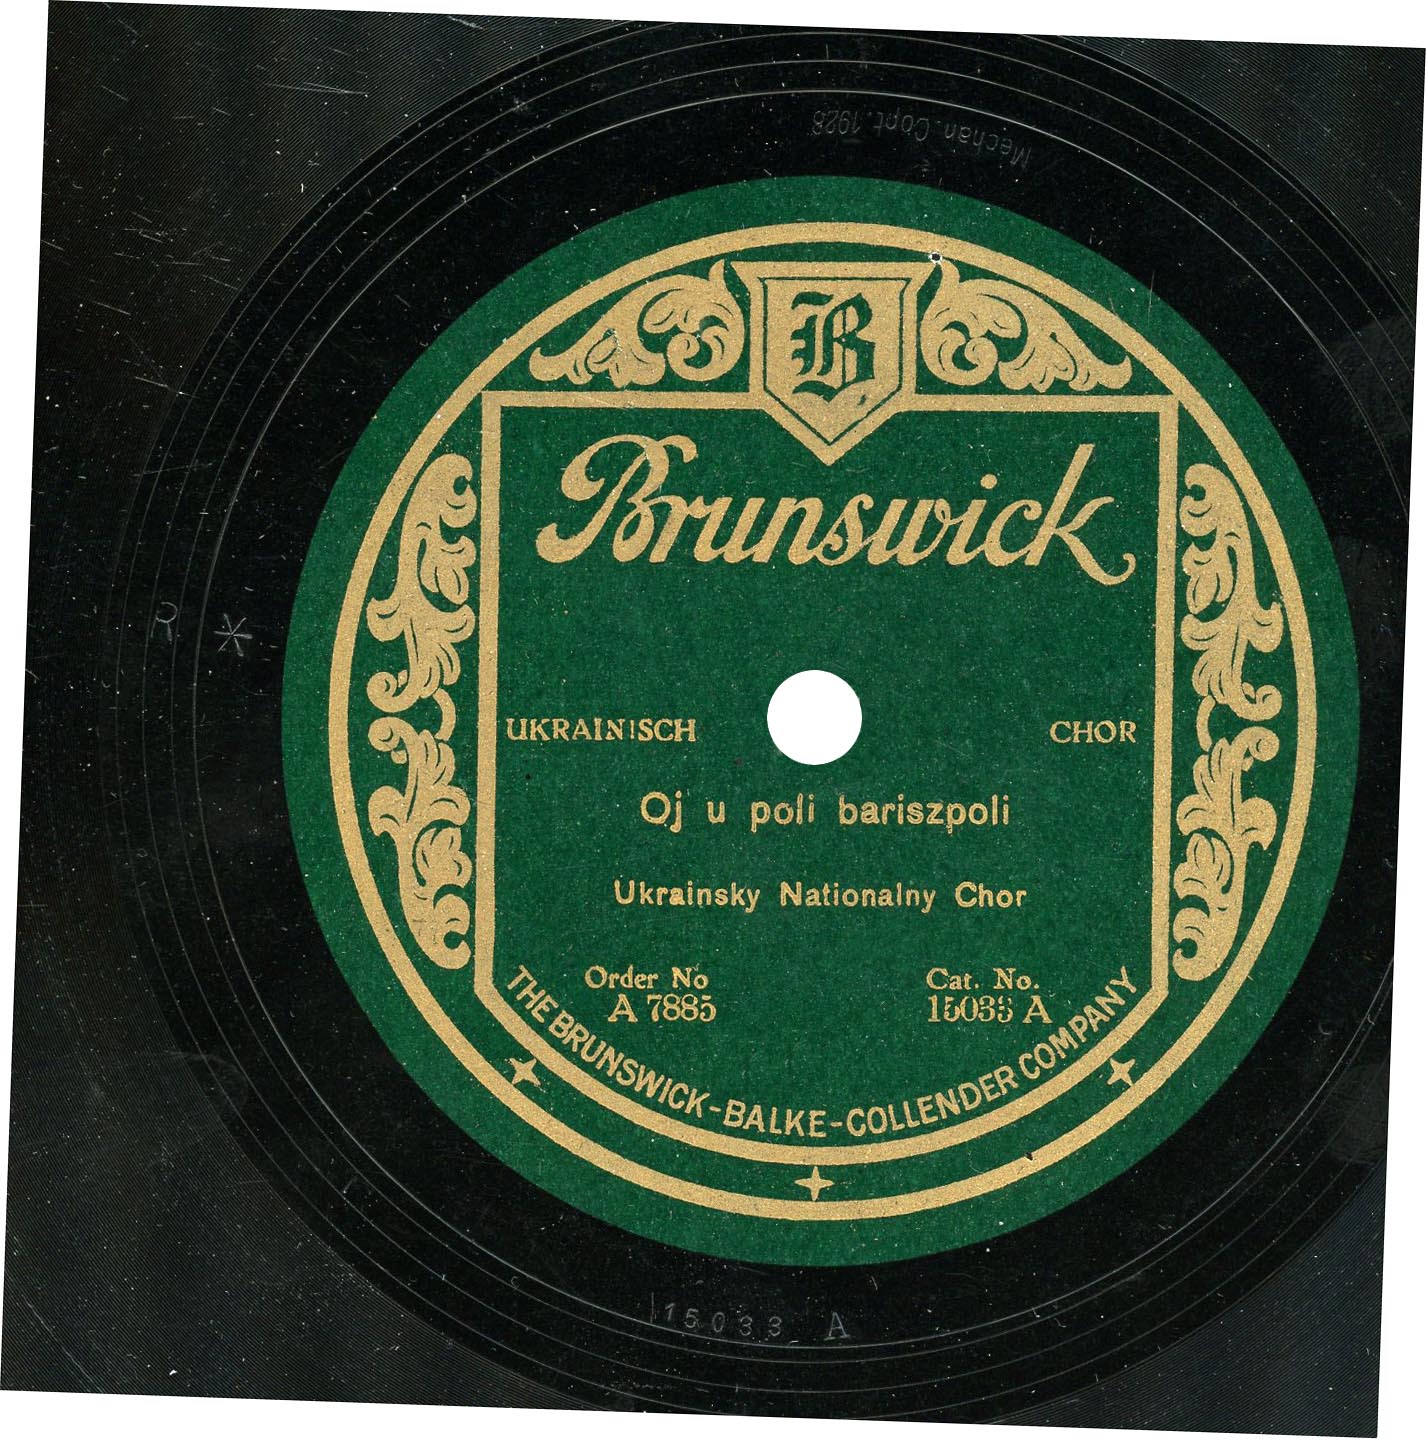 Mechan. Copt. 1928
B
Brunswick
R
UKRAINISCH CHOR
Oj u poli bariszpoli
Ukrainsky Nationalny Chor
Order No Cat. No.
A 7885 15033 A
THE BRUNSWICK-BALKE-COLLENDER COMPANY
15033 A